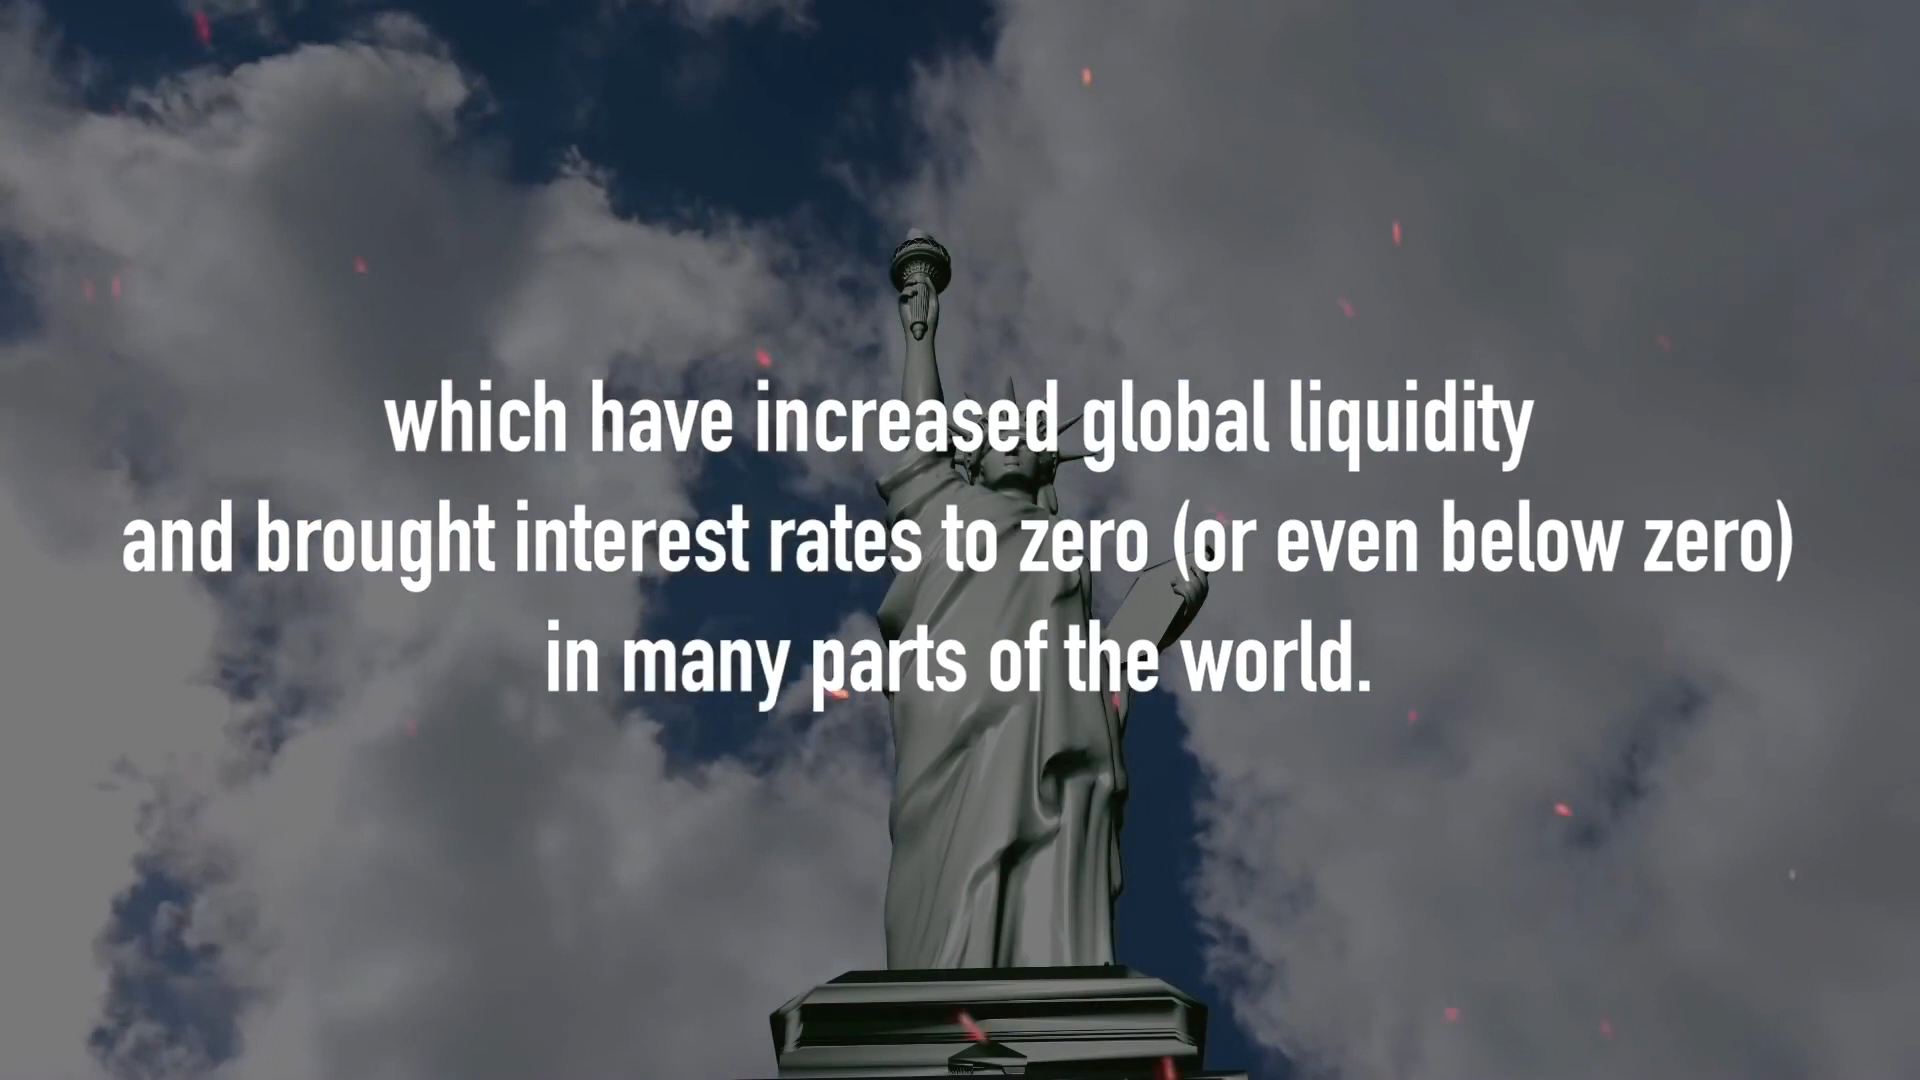 which have increased global liquidity
and brought interest rates to zero (or even below zero)
in many parts of the world.